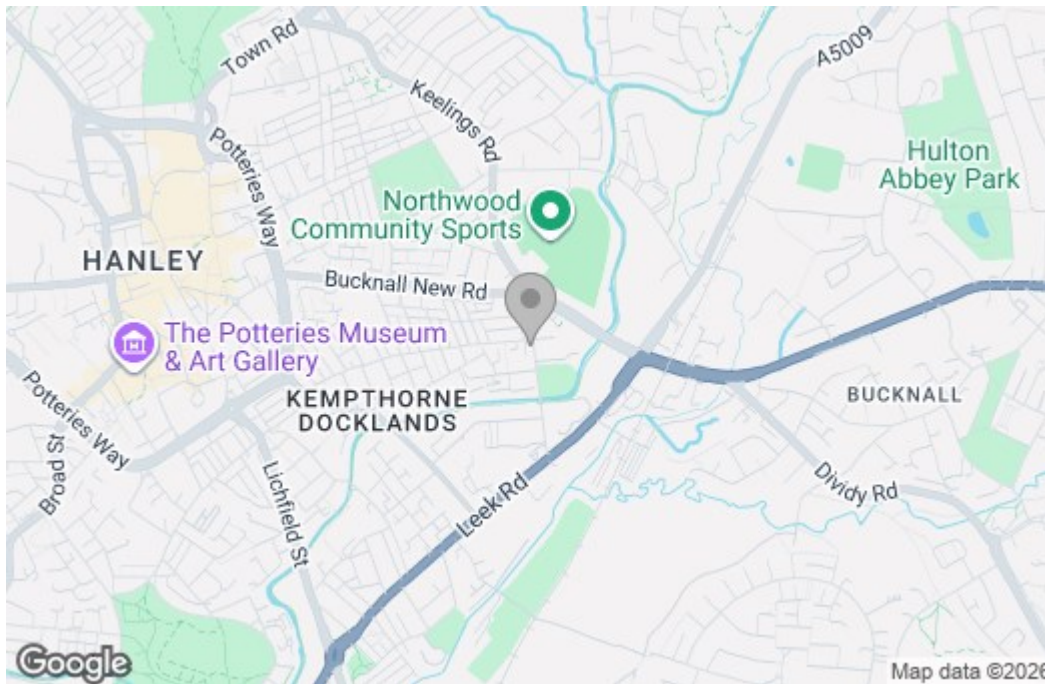 Town Rd
Keelings Rd
Potteries Way
A5009
Hulton
Abbey Park
Northwood
Community Sports
HANLEY
Bucknall New Rd
The Potteries Museum
& Art Gallery
KEMPTHORNE
DOCKLANDS
BUCKNALL
Potteries Way
Broad St
Lichfield St
Leek Rd
Dividy Rd
Google
Map data ©2026